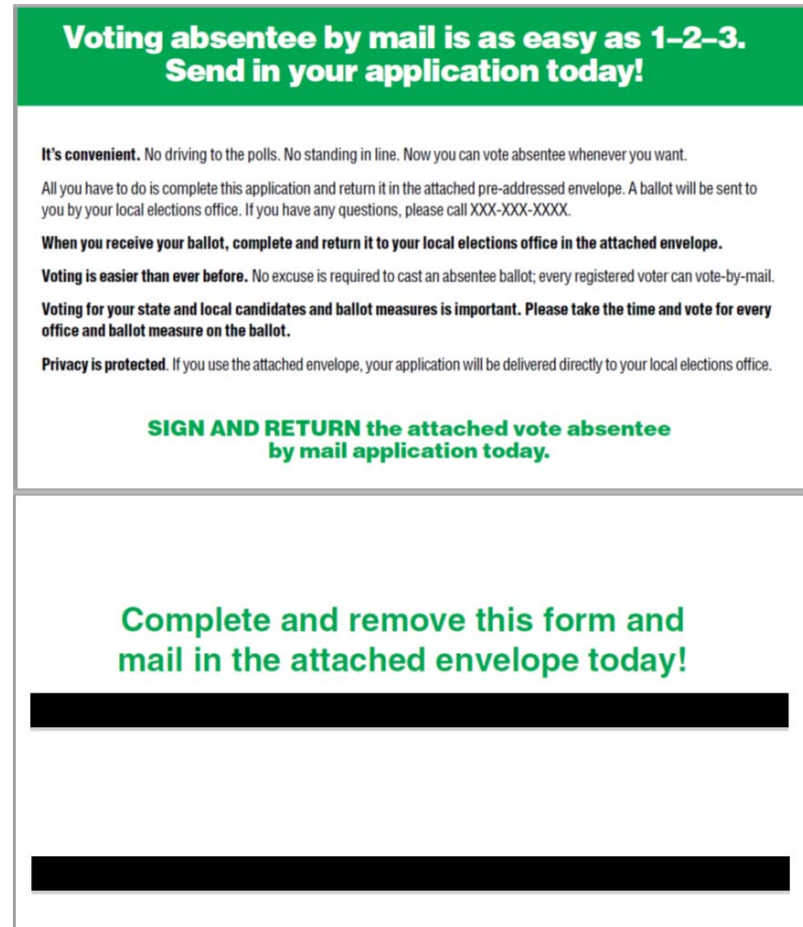 Voting absentee by mail is as easy as 1–2–3.
Send in your application today!
It's convenient. No driving to the polls. No standing in line. Now you can vote absentee whenever you want.
All you have to do is complete this application and return it in the attached pre-addressed envelope. A ballot will be sent to
you by your local elections office. If you have any questions, please call XXX-XXX-XXXX.
When you receive your ballot, complete and return it to your local elections office in the attached envelope.
Voting is easier than ever before. No excuse is required to cast an absentee ballot; every registered voter can vote-by-mail.
Voting for your state and local candidates and ballot measures is important. Please take the time and vote for every
office and ballot measure on the ballot.
Privacy is protected. If you use the attached envelope, your application will be delivered directly to your local elections office.
SIGN AND RETURN the attached vote absentee
by mail application today.
Complete and remove this form and
mail in the attached envelope today!